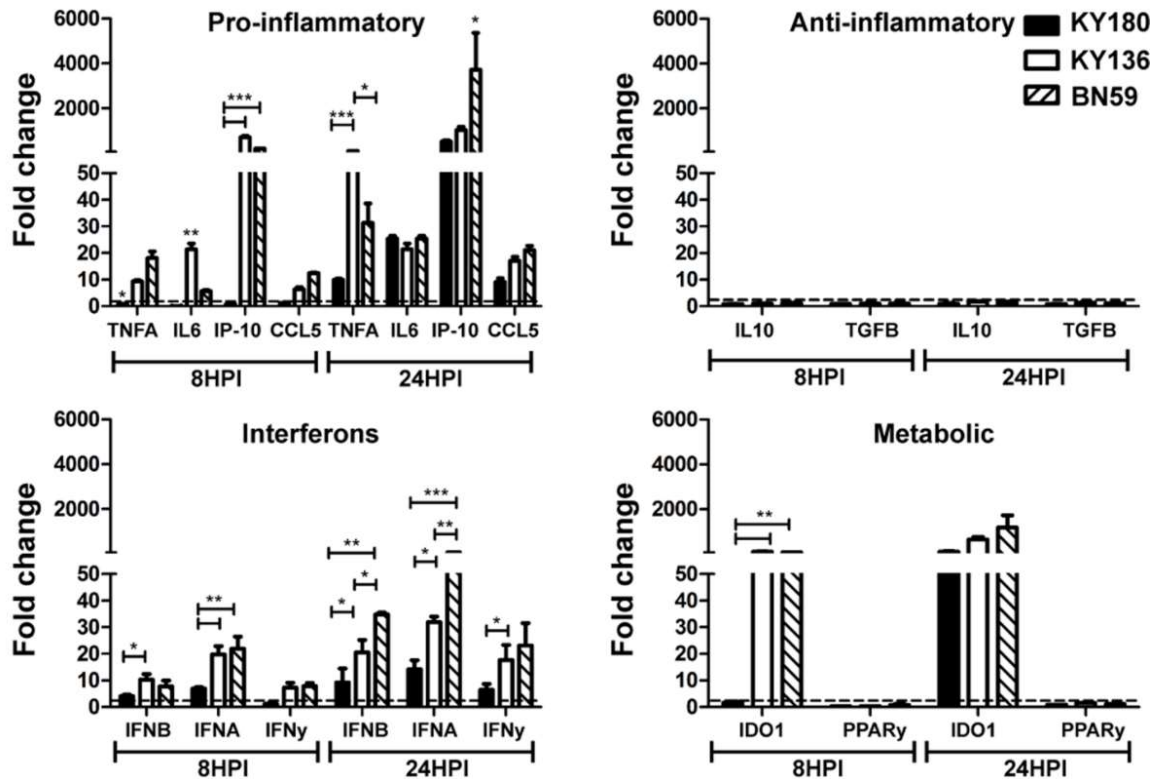 Pro-inflammatory
Fold change
6000
4000
2000
50
40
30
20
10
0
* ** *** *** * *
TNFA IL6 IP-10 CCL5 TNFA IL6 IP-10 CCL5
8HPI 24HPI
Anti-inflammatory
KY180
KY136
BN59
Fold change
6000
4000
2000
50
40
30
20
10
0
IL10 TGFB IL10 TGFB
8HPI 24HPI
Interferons
Fold change
6000
4000
2000
50
40
30
20
10
0
* ** * ** * * *** ** *
IFNB IFNA IFNy IFNB IFNA IFNy
8HPI 24HPI
Metabolic
Fold change
6000
4000
2000
50
40
30
20
10
0
**
IDO1 PPARy IDO1 PPARy
8HPI 24HPI